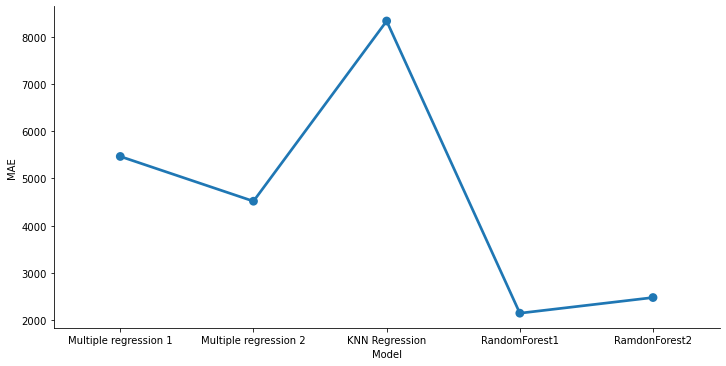 8000
7000
6000
5000
4000
3000
2000
MAE
Multiple regression 1
Multiple regression 2
KNN Regression
RandomForest1
RamdonForest2
Model